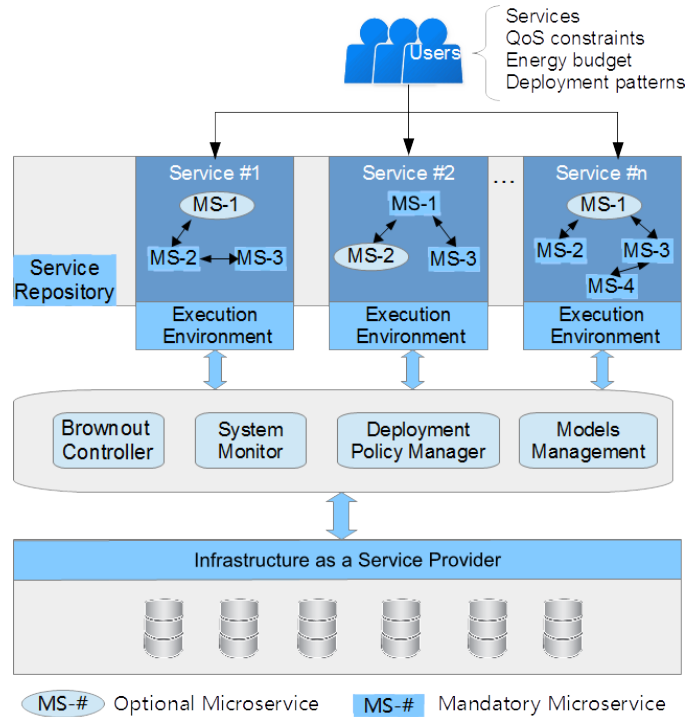 Users
Services
QoS constraints
Energy budget
Deployment patterns
Service #1
MS-1
MS-2
MS-3
Service #2
MS-1
MS-2
MS-3
...
Service #n
MS-1
MS-2
MS-3
MS-4
Service
Repository
Execution
Environment
Execution
Environment
Execution
Environment
Brownout
Controller
System
Monitor
Deployment
Policy Manager
Models
Management
Infrastructure as a Service Provider
MS-# Optional Microservice
MS-# Mandatory Microservice